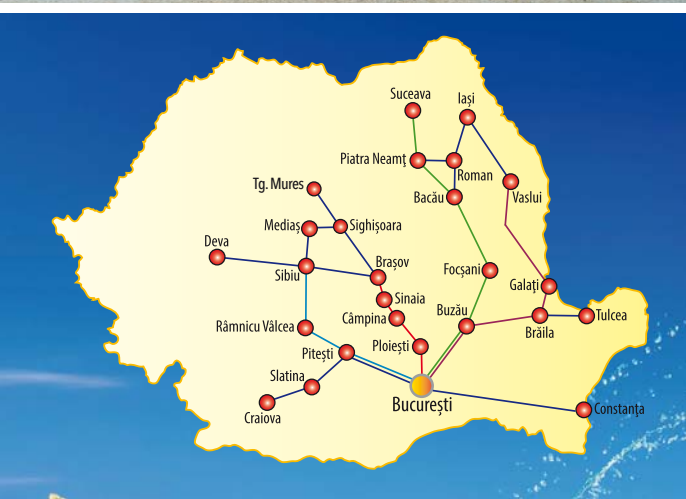 Suceava
Iași
Piatra Neamț
Roman
Tg. Mures
Bacău
Vaslui
Mediaș
Sighișoara
Deva
Brașov
Focșani
Sibiu
Galați
Sinaia
Buzău
Câmpina
Tulcea
Râmnicu Vâlcea
Brăila
Ploiești
Pitești
Slatina
București
Constanța
Craiova